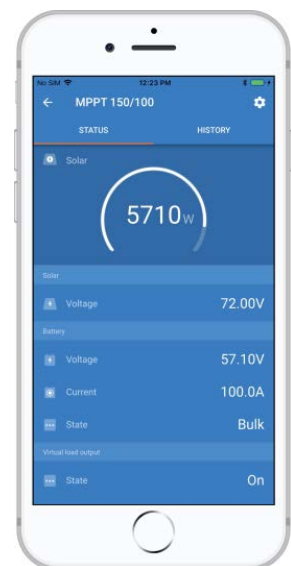 No SIM 12:23 PM
MPPT 150/100
STATUS HISTORY
Solar
5710W
Solar
Voltage 72.00V
Battery
Voltage 57.10V
Current 100.0A
State Bulk
Virtual load output
State On